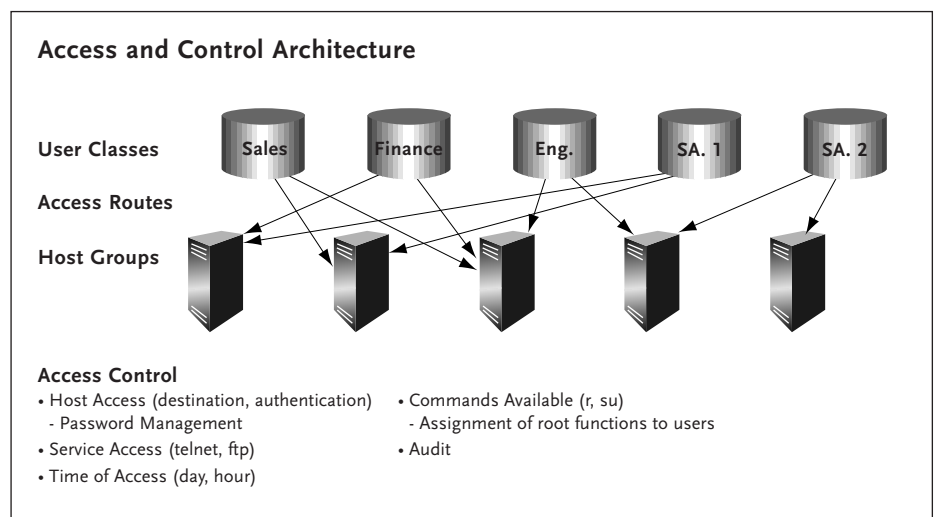 Access and Control Architecture
User Classes
Sales
Finance
Eng.
SA. 1
SA. 2
Access Routes
Host Groups
Access Control
• Host Access (destination, authentication)
- Password Management
• Service Access (telnet, ftp)
• Time of Access (day, hour)
• Commands Available (r, su)
- Assignment of root functions to users
• Audit